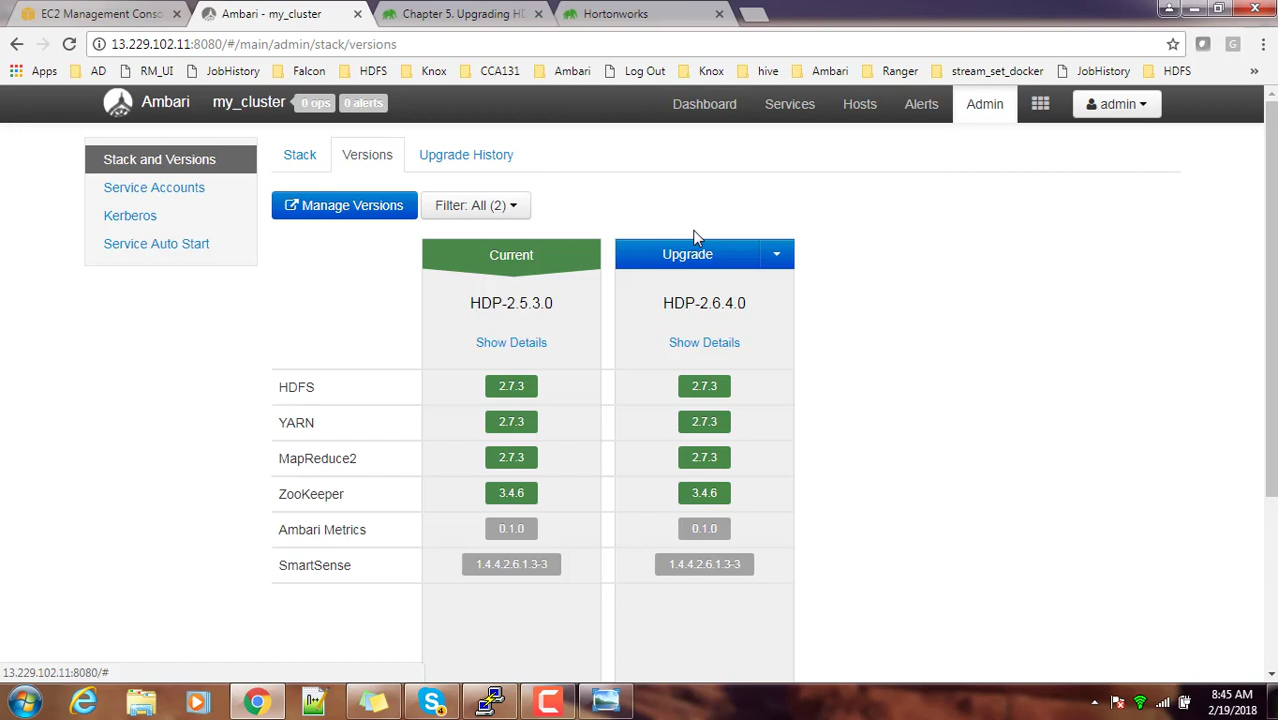 EC2 Management Conso
Ambari - my_cluster
Chapter 5. Upgrading HD
Hortonworks
13.229.102.11:8080/#/main/admin/stack/versions
G
Apps AD RM_UI JobHistory Falcon HDFS Knox CCA131 Ambari Log Out Knox hive Ambari Ranger stream_set_docker JobHistory HDFS »
Ambari my_cluster 0 ops 0 alerts Dashboard Services Hosts Alerts Admin admin
Stack and Versions
Service Accounts
Kerberos
Service Auto Start
Stack Versions Upgrade History
Manage Versions Filter: All (2)
Current Upgrade
HDP-2.5.3.0 HDP-2.6.4.0
Show Details Show Details
HDFS 2.7.3 2.7.3
YARN 2.7.3 2.7.3
MapReduce2 2.7.3 2.7.3
ZooKeeper 3.4.6 3.4.6
Ambari Metrics 0.1.0 0.1.0
SmartSense 1.4.4.2.6.1.3-3 1.4.4.2.6.1.3-3
13.229.102.11:8080/#
4
8:45 AM
2/19/2018